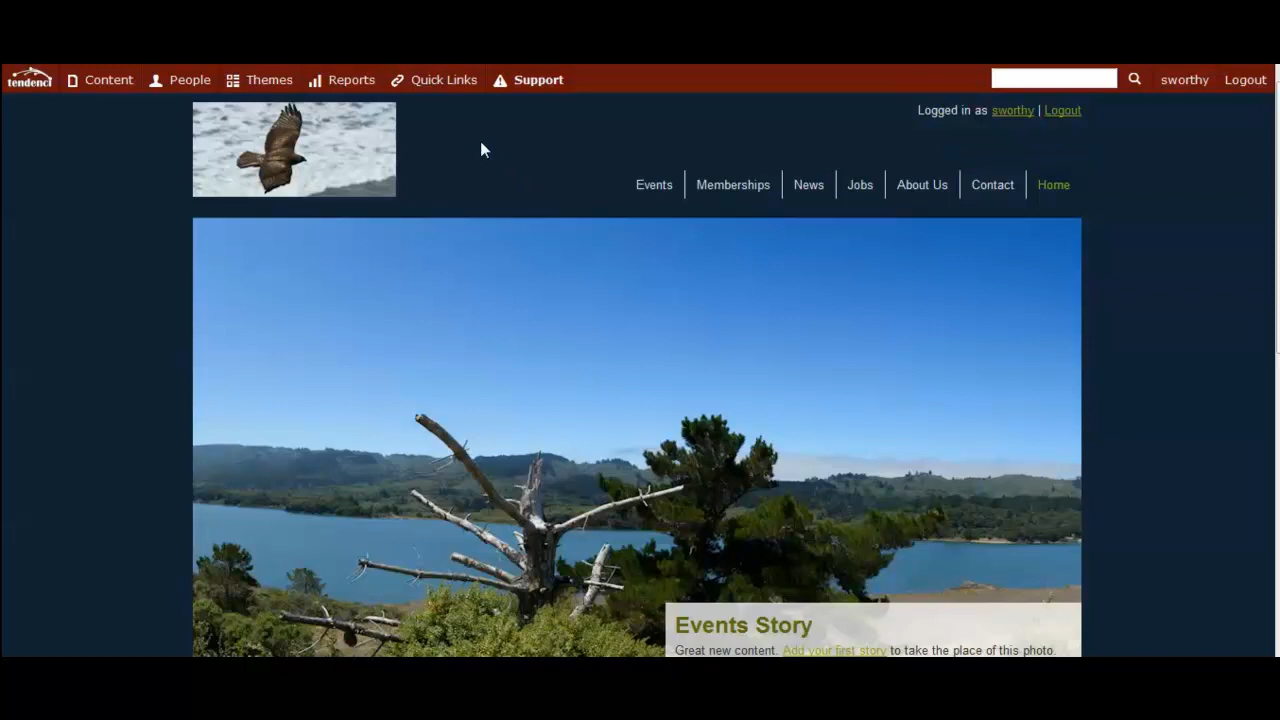 tendenci Content People Themes Reports Quick Links Support sworthy Logout
Logged in as sworthy | Logout
Events Memberships News Jobs About Us Contact Home
Events Story
Great new content. Add your first story to take the place of this photo.